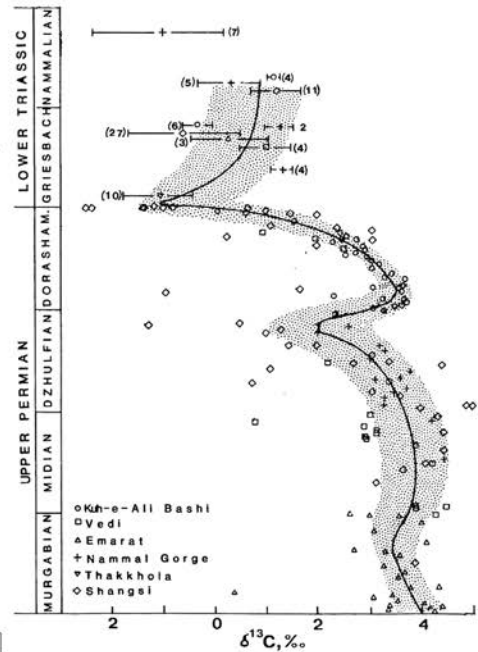 (7)
(5)
(4
(11)
(6)
2
(27)
(3)
(4)
(4)
(10)
LOWER TRIASSIC
GRIESBACH
NAMMALIAN
UPPER PERMIAN
DORASHAM.
DZHULFIAN
MIDIAN
MURGABIAN
Kuh-e-Ali Bashi
Vedi
Emarat
Nammal Gorge
Thakkhola
Shangsi
2 0 2 4
δ¹³C,‰